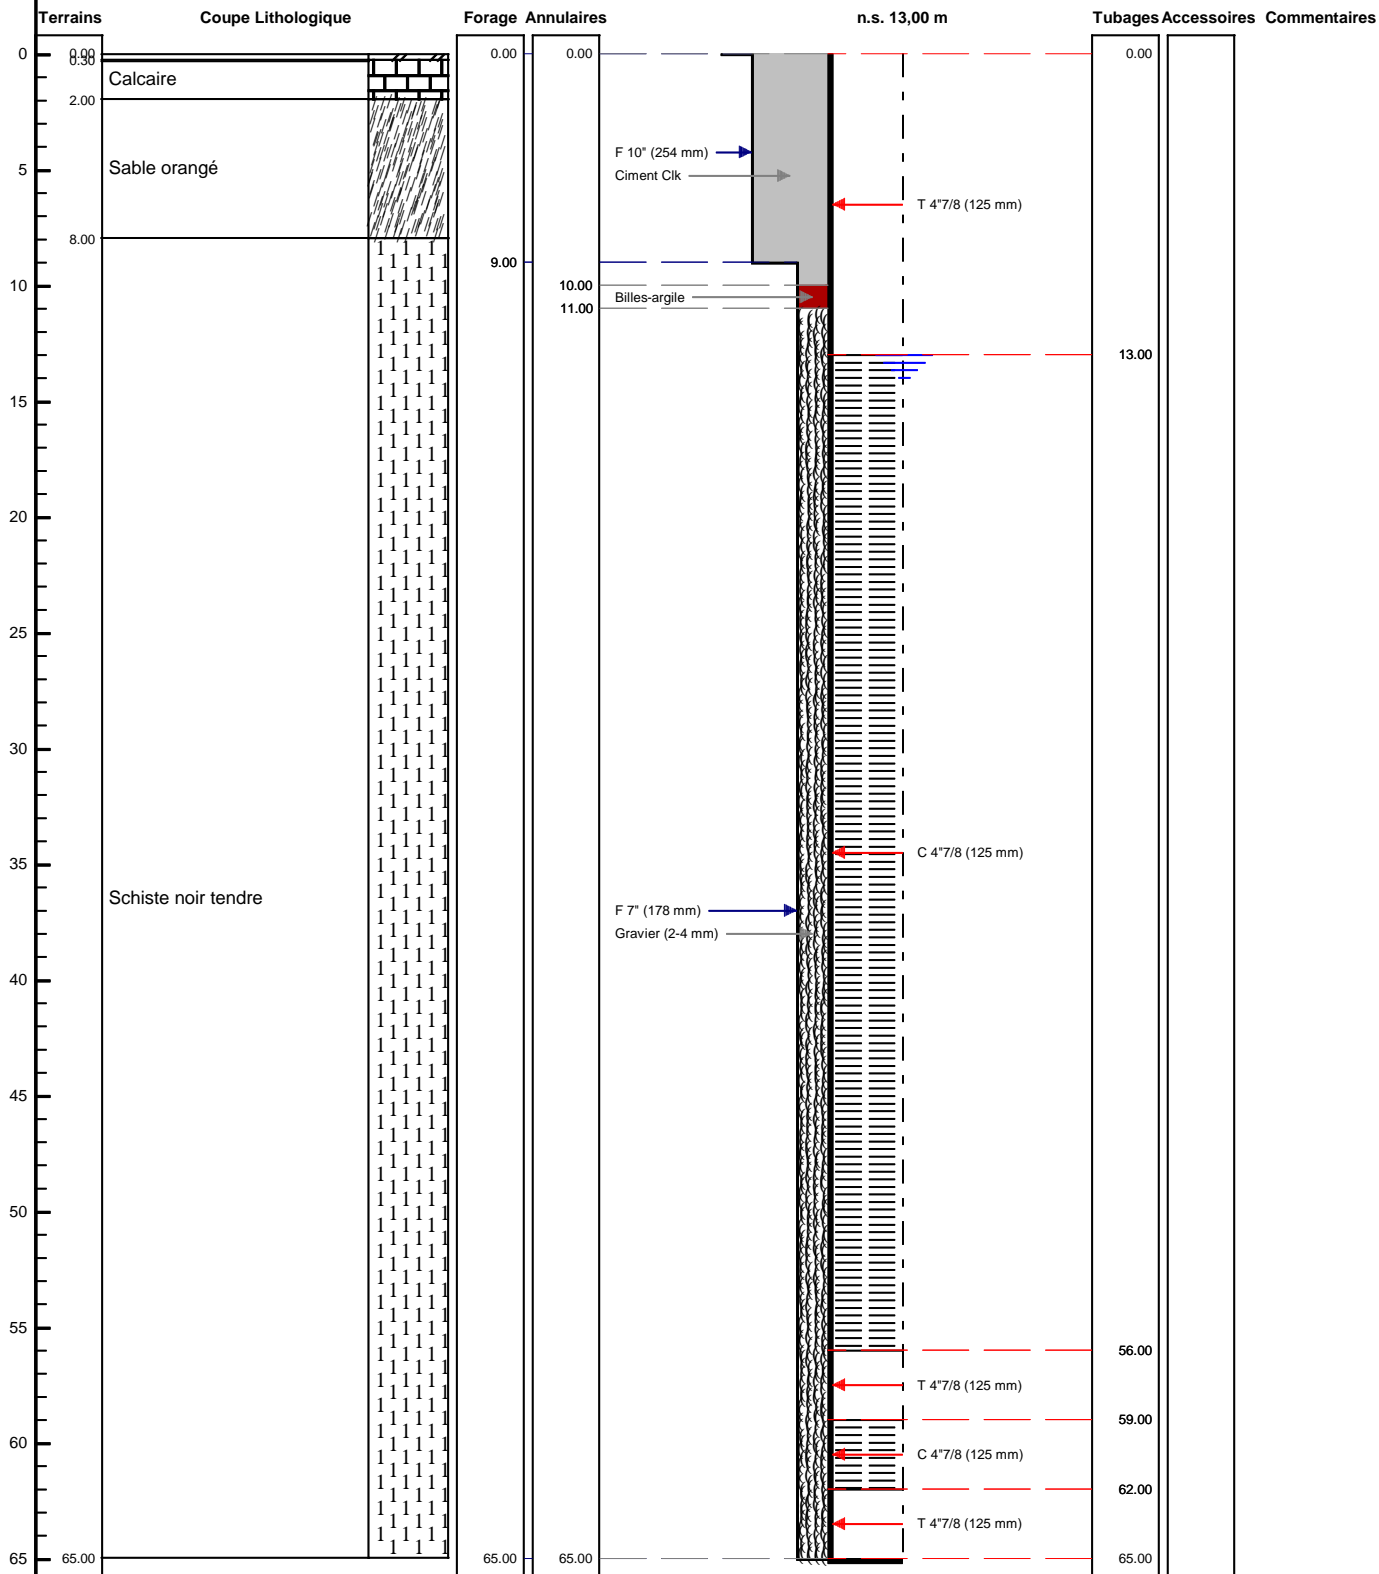 Terrains Coupe Lithologique Forage Annulaires n.s. 13,00 m Tubages Accessoires Commentaires
0 0.00 0.00 0.00 0.00
0.30
Calcaire
2.00
F 10" (254 mm)
Sable orangé
5
Ciment Clk
T 4"7/8 (125 mm)
8.00
9.00
10 10.00
Billes-argile
11.00
13.00
15
20
25
30
C 4"7/8 (125 mm)
35
Schiste noir tendre
F 7" (178 mm)
Gravier (2-4 mm)
40
45
50
55
56.00
T 4"7/8 (125 mm)
59.00
60
C 4"7/8 (125 mm)
62.00
T 4"7/8 (125 mm)
65 65.00 65.00 65.00 65.00